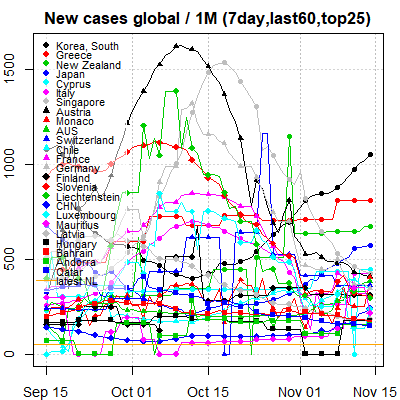 New cases global / 1M (7day,last60,top25)
Korea, South
Greece
New Zealand
Japan
Cyprus
Italy
Singapore
Austria
Monaco
AUS
Switzerland
Chile
France
Germany
Finland
Slovenia
Liechtenstein
CHN
Luxembourg
Mauritius
Latvia
Hungary
Bahrain
Andorra
Qatar
latest NL
0
500
1000
1500
Sep 15
Oct 01
Oct 15
Nov 01
Nov 15